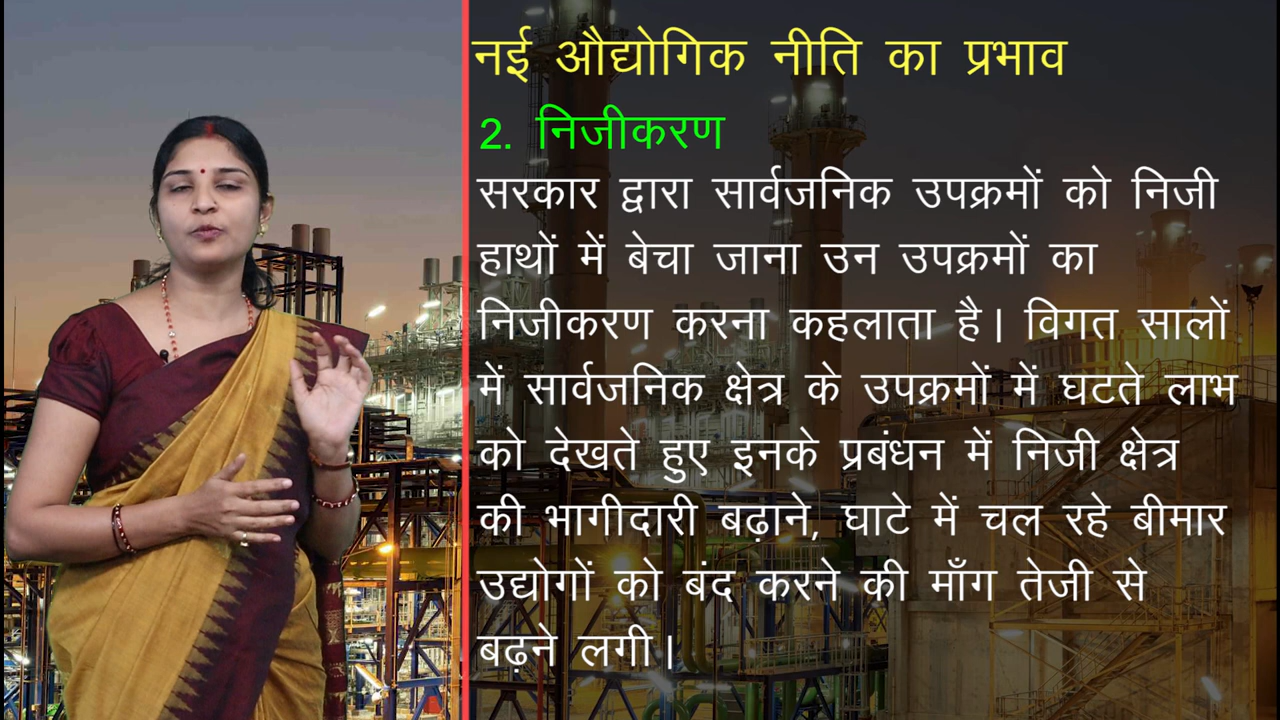 नई औद्योगिक नीति का प्रभाव
2. निजीकरण
सरकार द्वारा सार्वजनिक उपक्रमों को निजी
हाथों में बेचा जाना उन उपक्रमों का
निजीकरण करना कहलाता है। विगत सालों
में सार्वजनिक क्षेत्र के उपक्रमों में घटते लाभ
को देखते हुए इनके प्रबंधन में निजी क्षेत्र
की भागीदारी बढ़ाने, घाटे में चल रहे बीमार
उद्योगों को बंद करने की माँग तेजी से
बढ़ने लगी।